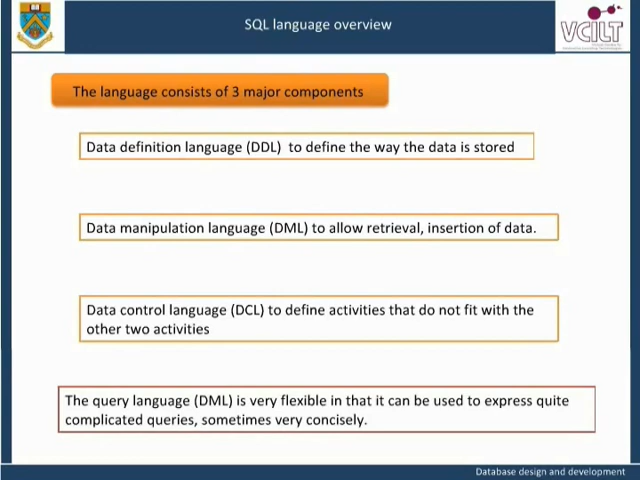 SQL language overview
VCILT
The language consists of 3 major components
Data definition language (DDL)  to define the way the data is stored
Data manipulation language (DML) to allow retrieval, insertion of data.
Data control language (DCL) to define activities that do not fit with the
other two activities
The query language (DML) is very flexible in that it can be used to express quite
complicated queries, sometimes very concisely.
Database design and development